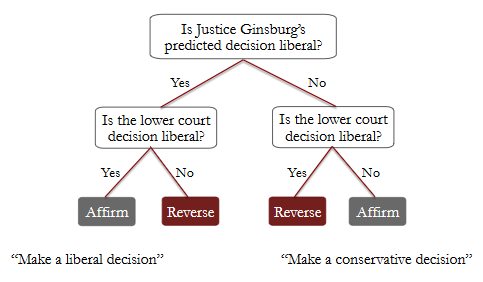 Is Justice Ginsburg's
predicted decision liberal?
Yes
No
Is the lower court
decision liberal?
Is the lower court
decision liberal?
Yes
No
Yes
No
Affirm
Reverse
Reverse
Affirm
“Make a liberal decision”
“Make a conservative decision”